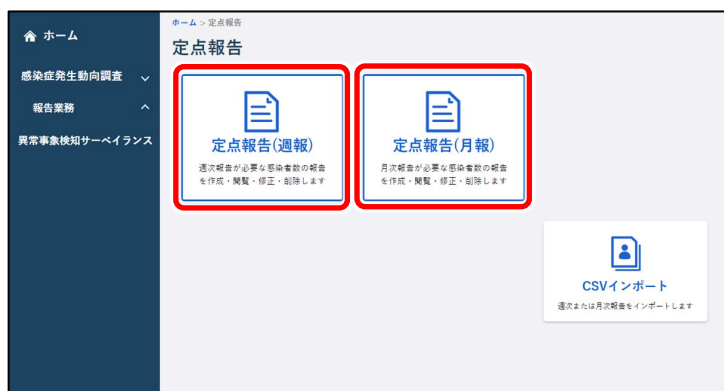 ホーム
感染症発生動向調査
報告業務
異常事象検知サーベイランス
ホーム > 定点報告
定点報告
定点報告(週報)
週次報告が必要な感染者数の報告
を作成・閲覧・修正・削除します
定点報告(月報)
月次報告が必要な感染者数の報告
を作成・閲覧・修正・削除します
CSVインポート
週次または月次報告をインポートします